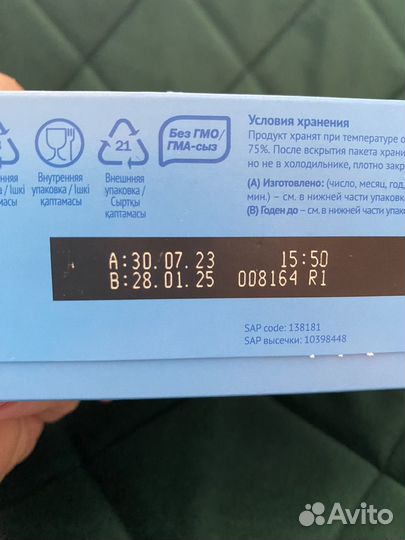 Условия хранения
Продукт хранят при температуре
75%. После вскрытия пакета
но не в холодильнике, плотно
(А) Изготовлено: (число, месяц, год,
мин.) – см. в нижней части
(В) Годен до – см. в нижней части
Без ГМО/
ГМА-сыз
21
Внутренняя
упаковка / Ішкі
қаптамасы
Внешняя
упаковка /
Сыртқы
қаптамасы
A:30.07.23 15:50
B:28.01.25 008164 R1
SAP code: 138181
SAP высечки: 10398448
Avito